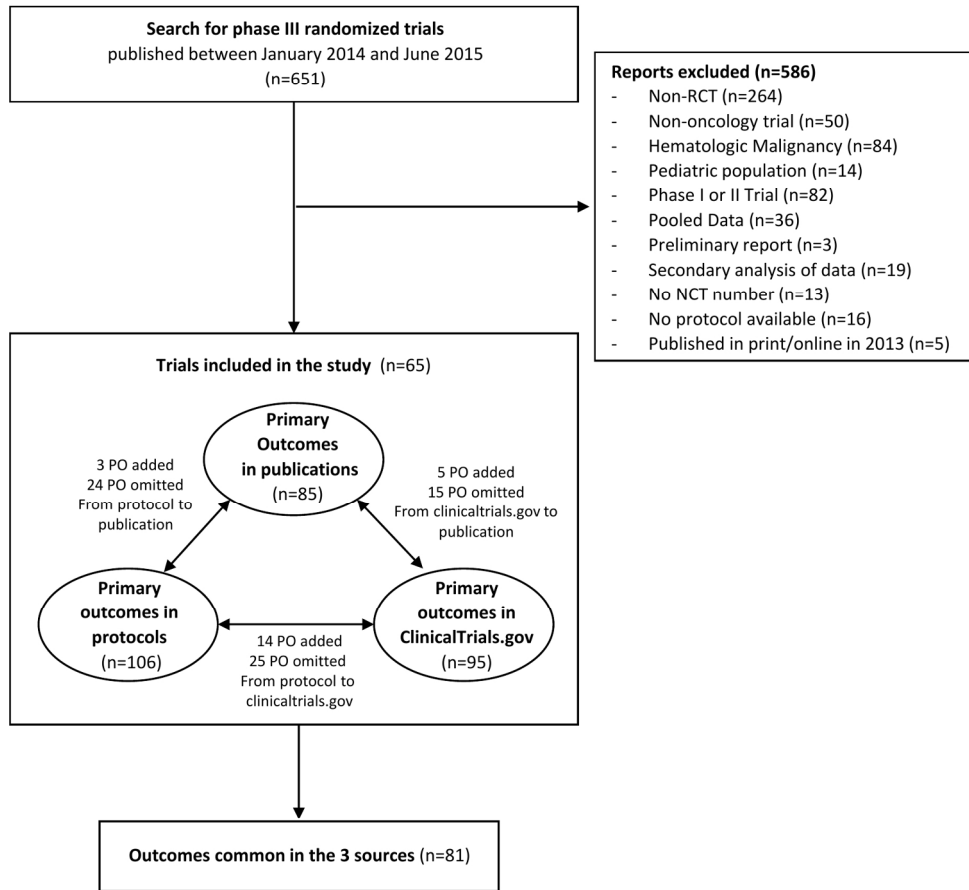 Search for phase III randomized trials
published between January 2014 and June 2015
(n=651)
Reports excluded (n=586)
- Non-RCT (n=264)
- Non-oncology trial (n=50)
- Hematologic Malignancy (n=84)
- Pediatric population (n=14)
- Phase I or II Trial (n=82)
- Pooled Data (n=36)
- Preliminary report (n=3)
- Secondary analysis of data (n=19)
- No NCT number (n=13)
- No protocol available (n=16)
- Published in print/online in 2013 (n=5)
Trials included in the study (n=65)
Primary
Outcomes
in publications
(n=85)
3 PO added
24 PO omitted
From protocol to
publication
5 PO added
15 PO omitted
From clinicaltrials.gov to
publication
Primary
outcomes in
protocols
(n=106)
14 PO added
25 PO omitted
From protocol to
clinicaltrials.gov
Primary
outcomes in
ClinicalTrials.gov
(n=95)
Outcomes common in the 3 sources (n=81)